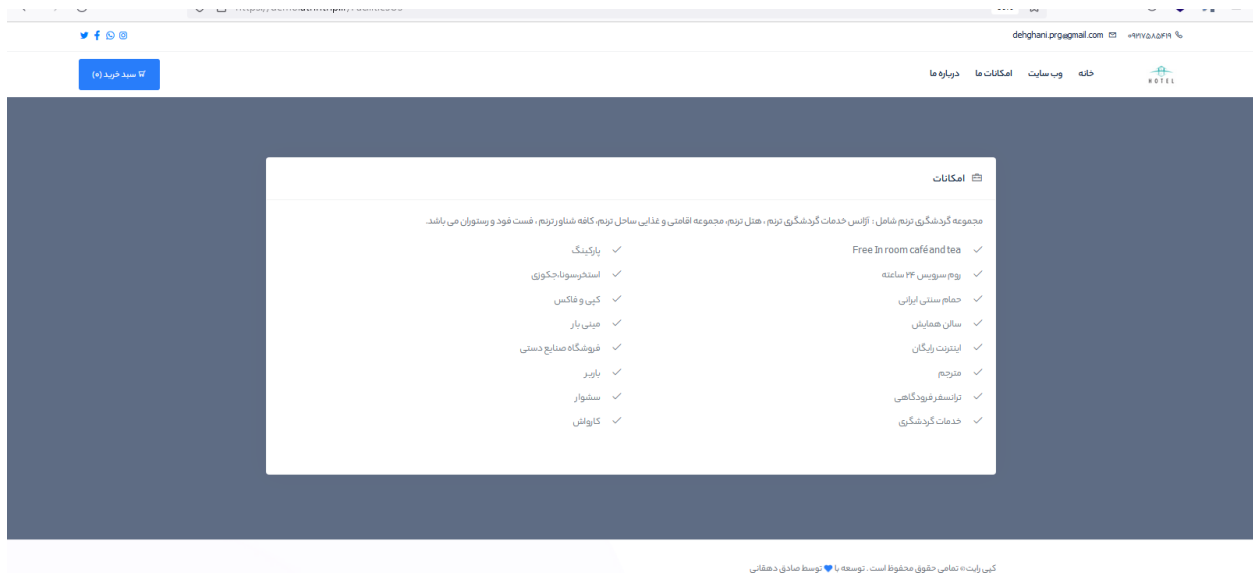 dehghani.prg@gmail.com ۰۹۲۱۷۵۸۵۴۱۹
HOTEL
خانه وب سایت امکانات ما درباره ما
سبد خرید (۰)
امکانات
مجموعه گردشگری ترنم شامل : آژانس خدمات گردشگری ترنم ، هتل ترنم، مجموعه اقامتی و غذایی ساحل ترنم، کافه شناور ترنم ، فست فود و رستوران می باشد.
Free In room café and tea
پارکینگ
روم سرویس ۲۴ ساعته
استخر،سونا،جکوزی
حمام سنتی ایرانی
کپی و فاکس
سالن همایش
مینی بار
اینترنت رایگان
فروشگاه صنایع دستی
مترجم
باربر
ترانسفر فرودگاهی
سشوار
خدمات گردشگری
کارواش
کپی رایت© تمامی حقوق محفوظ است . توسعه با توسط صادق دهقانی